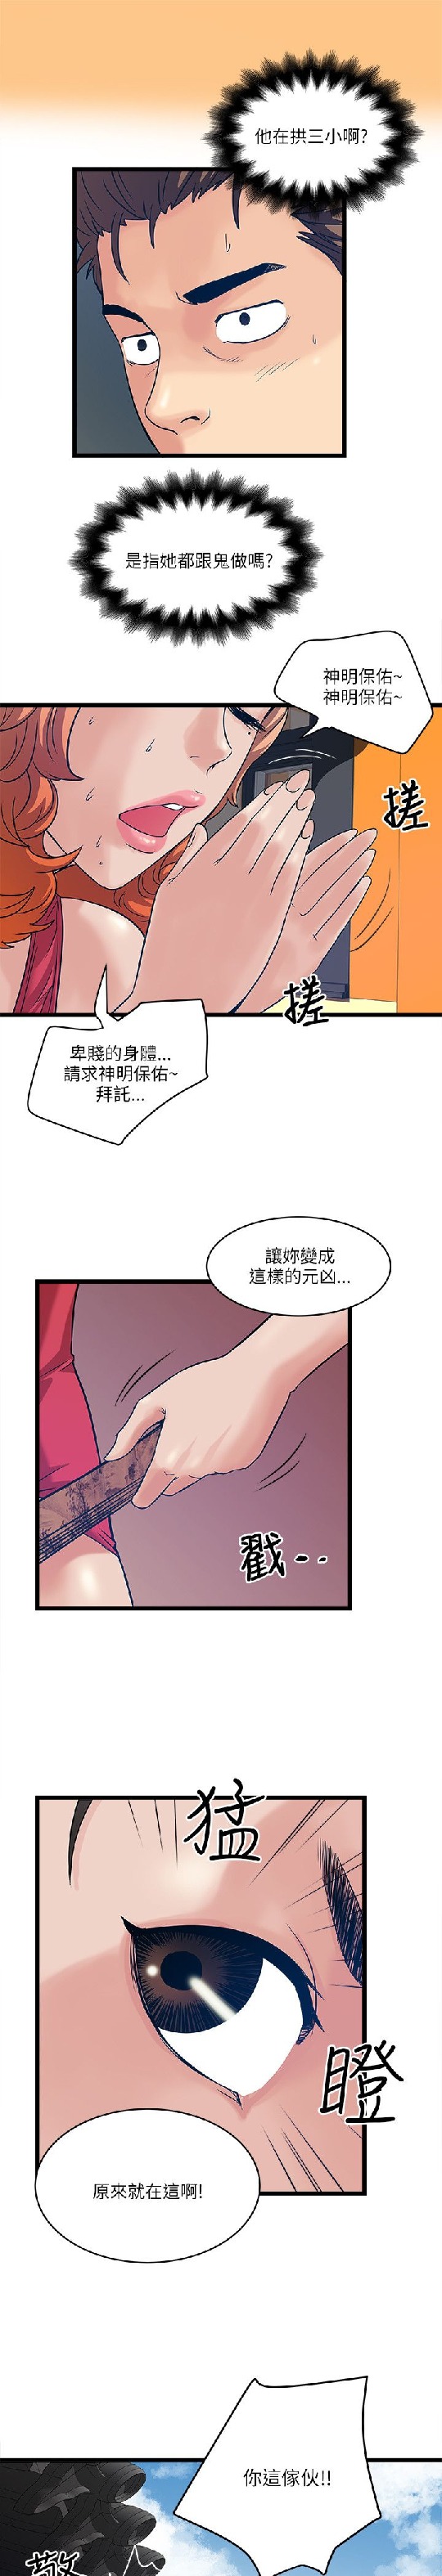 他在拱三小啊?
是指她都跟鬼做嗎?
神明保佑~
神明保佑~
搓
搓
卑賤的身體...
請求神明保佑~
拜託...
讓妳變成
這樣的元凶...
戳..
猛
瞪
原來就在這啊!
你這傢伙!!